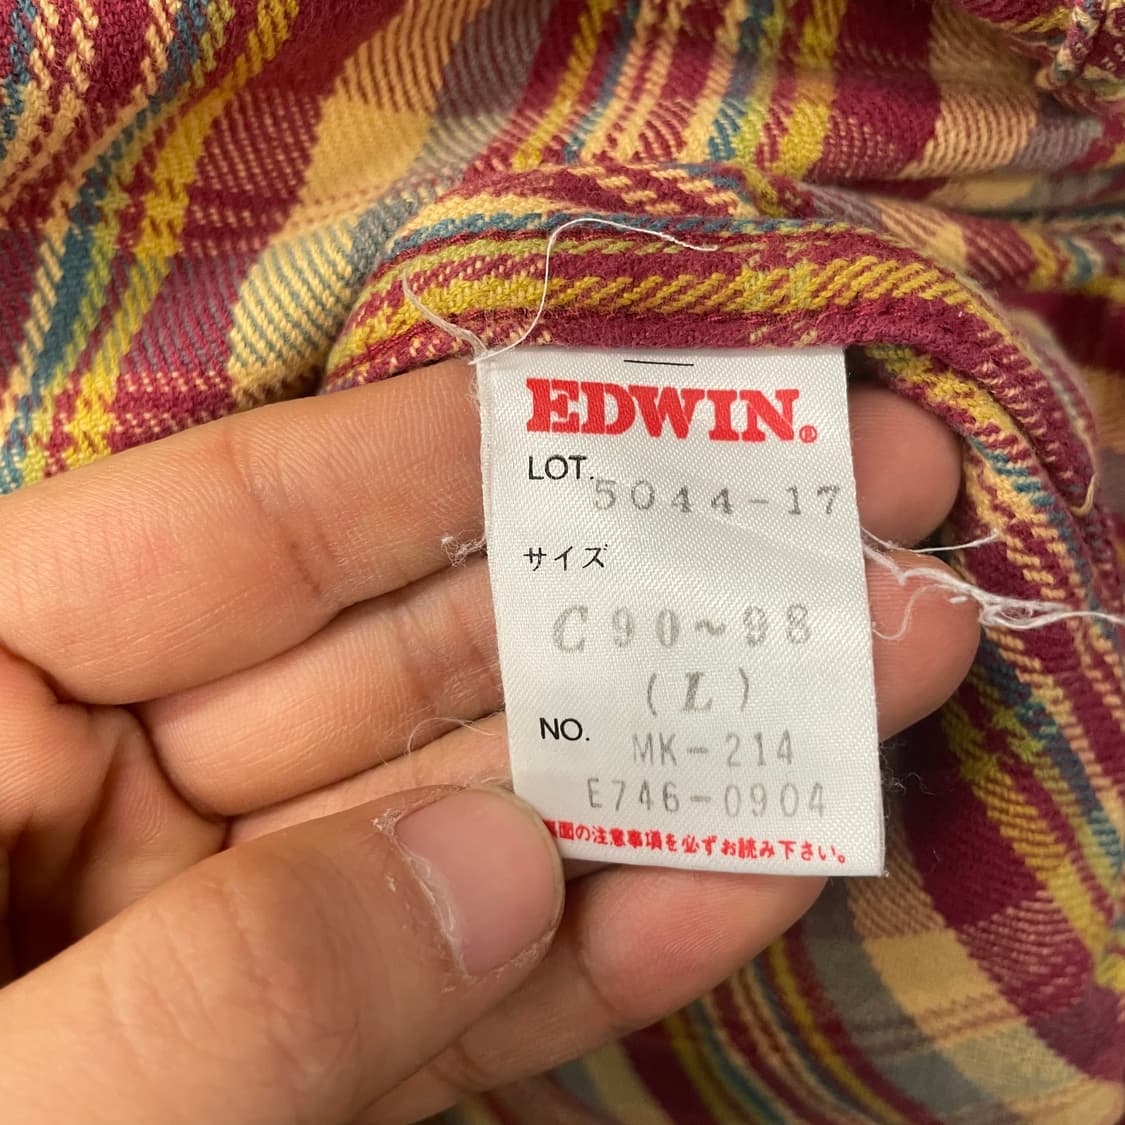 EDWIN®
LOT. 5044-17
サイズ
C90~98
(L)
NO. MK-214
E746-0904
裏面の注意事項を必ずお読み下さい。